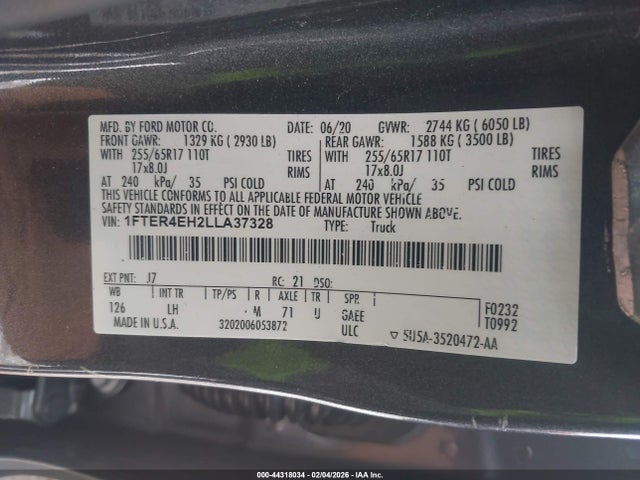 MFD. BY FORD MOTOR CO. DATE: 06/20 GVWR: 2744 KG ( 6050 LB)
FRONT GAWR: 1329 KG ( 2930 LB) REAR GAWR: 1588 KG ( 3500 LB)
WITH 255/65R17 110T TIRES WITH 255/65R17 110T TIRES
17x8.0J RIMS 17x8.0J RIMS
AT 240 kPa/ 35 PSI COLD AT 240 kPa/ 35 PSI COLD
THIS VEHICLE CONFORMS TO ALL APPLICABLE FEDERAL MOTOR VEHICLE
SAFETY STANDARDS IN EFFECT ON THE DATE OF MANUFACTURE SHOWN ABOVE.
VIN: 1FTER4EH2LLA37328 TYPE: Truck
EXT PNT: J7 RC: 21 DSO:
WB INT TR TP/PS R AXLE TR SPR
126 LH M 71 U GAEE F0232
MADE IN U.S.A. 3202006053872 ULC T0992
5U5A-3520472-AA
000-44318034 - 02/04/2026 - IAA Inc.